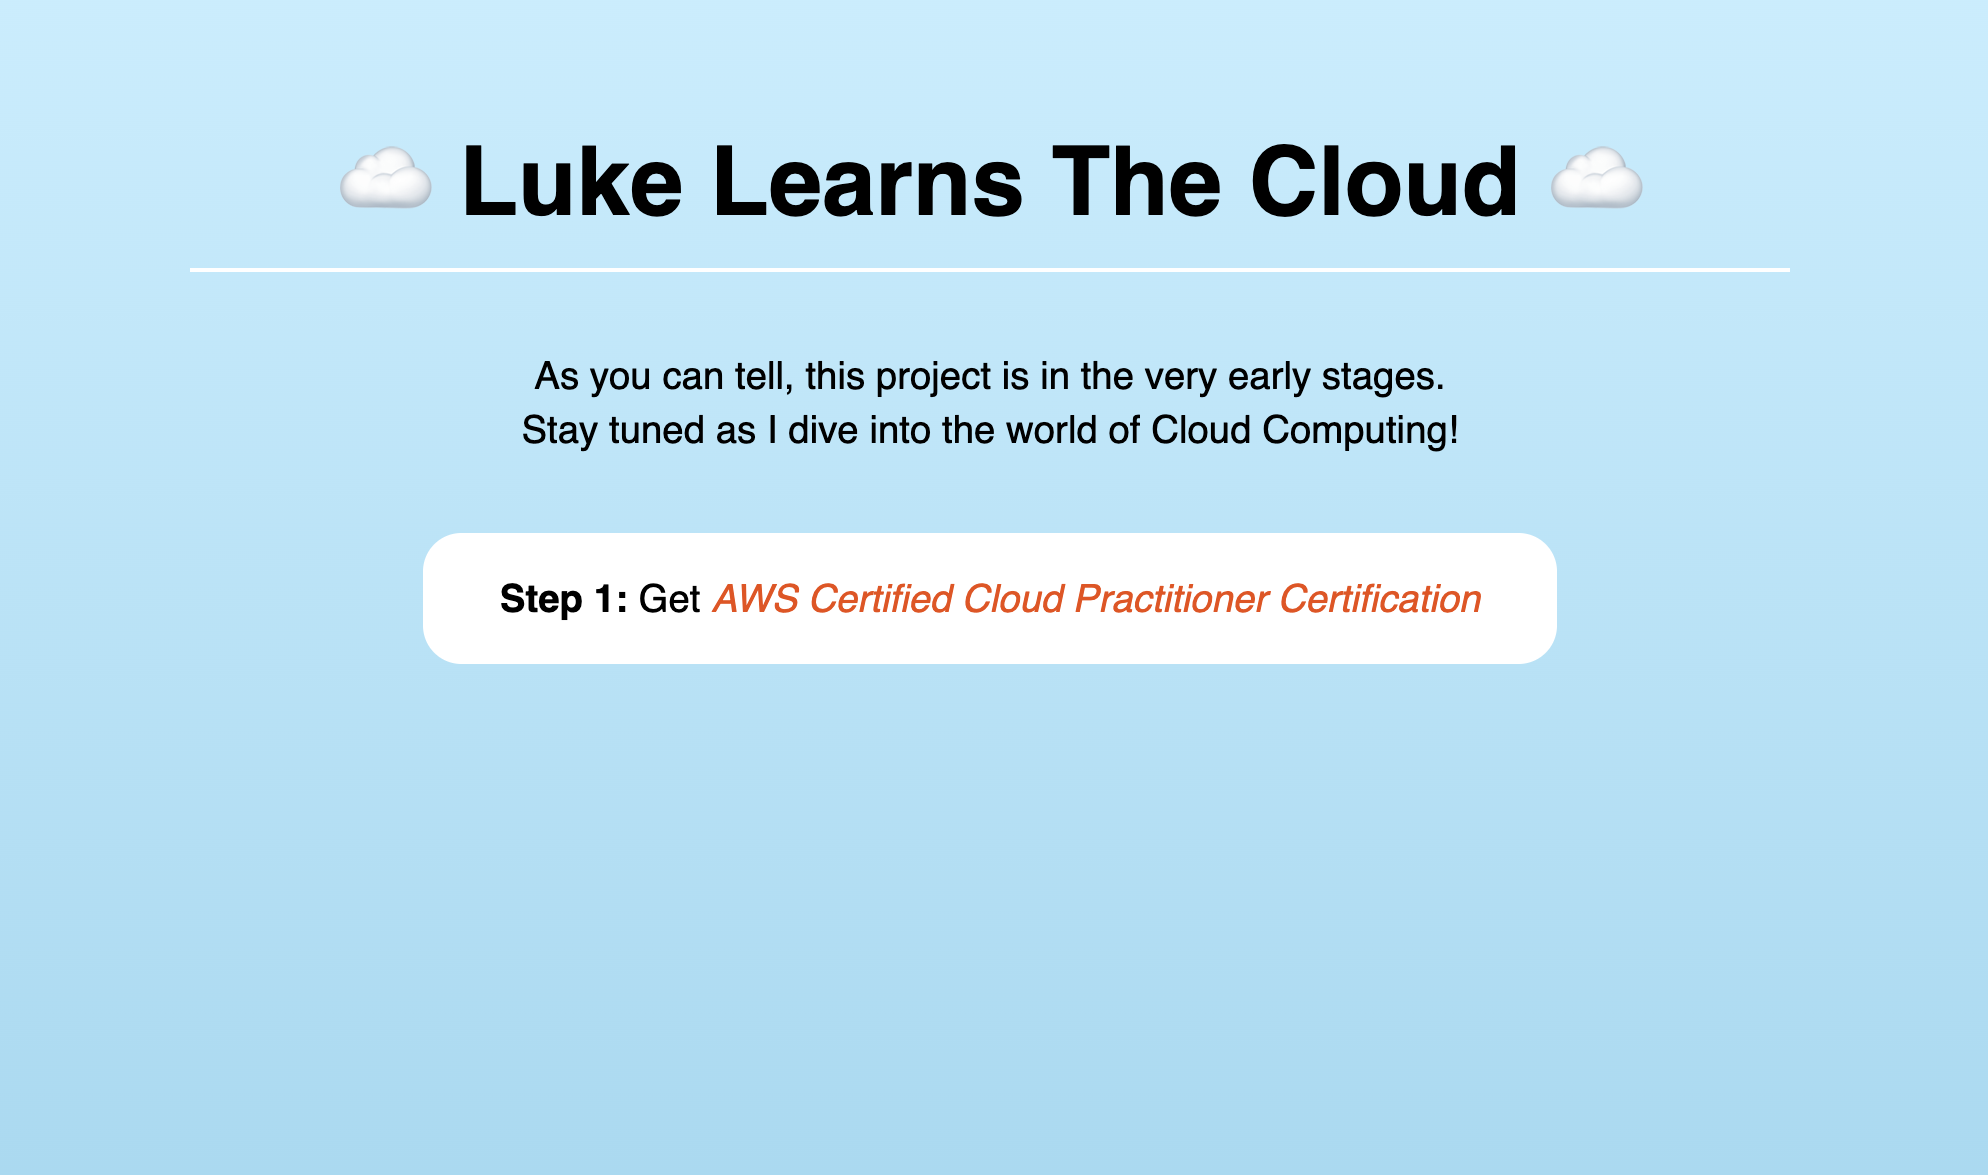 ☁️ Luke Learns The Cloud ☁️
As you can tell, this project is in the very early stages.
Stay tuned as I dive into the world of Cloud Computing!
Step 1: Get AWS Certified Cloud Practitioner Certification